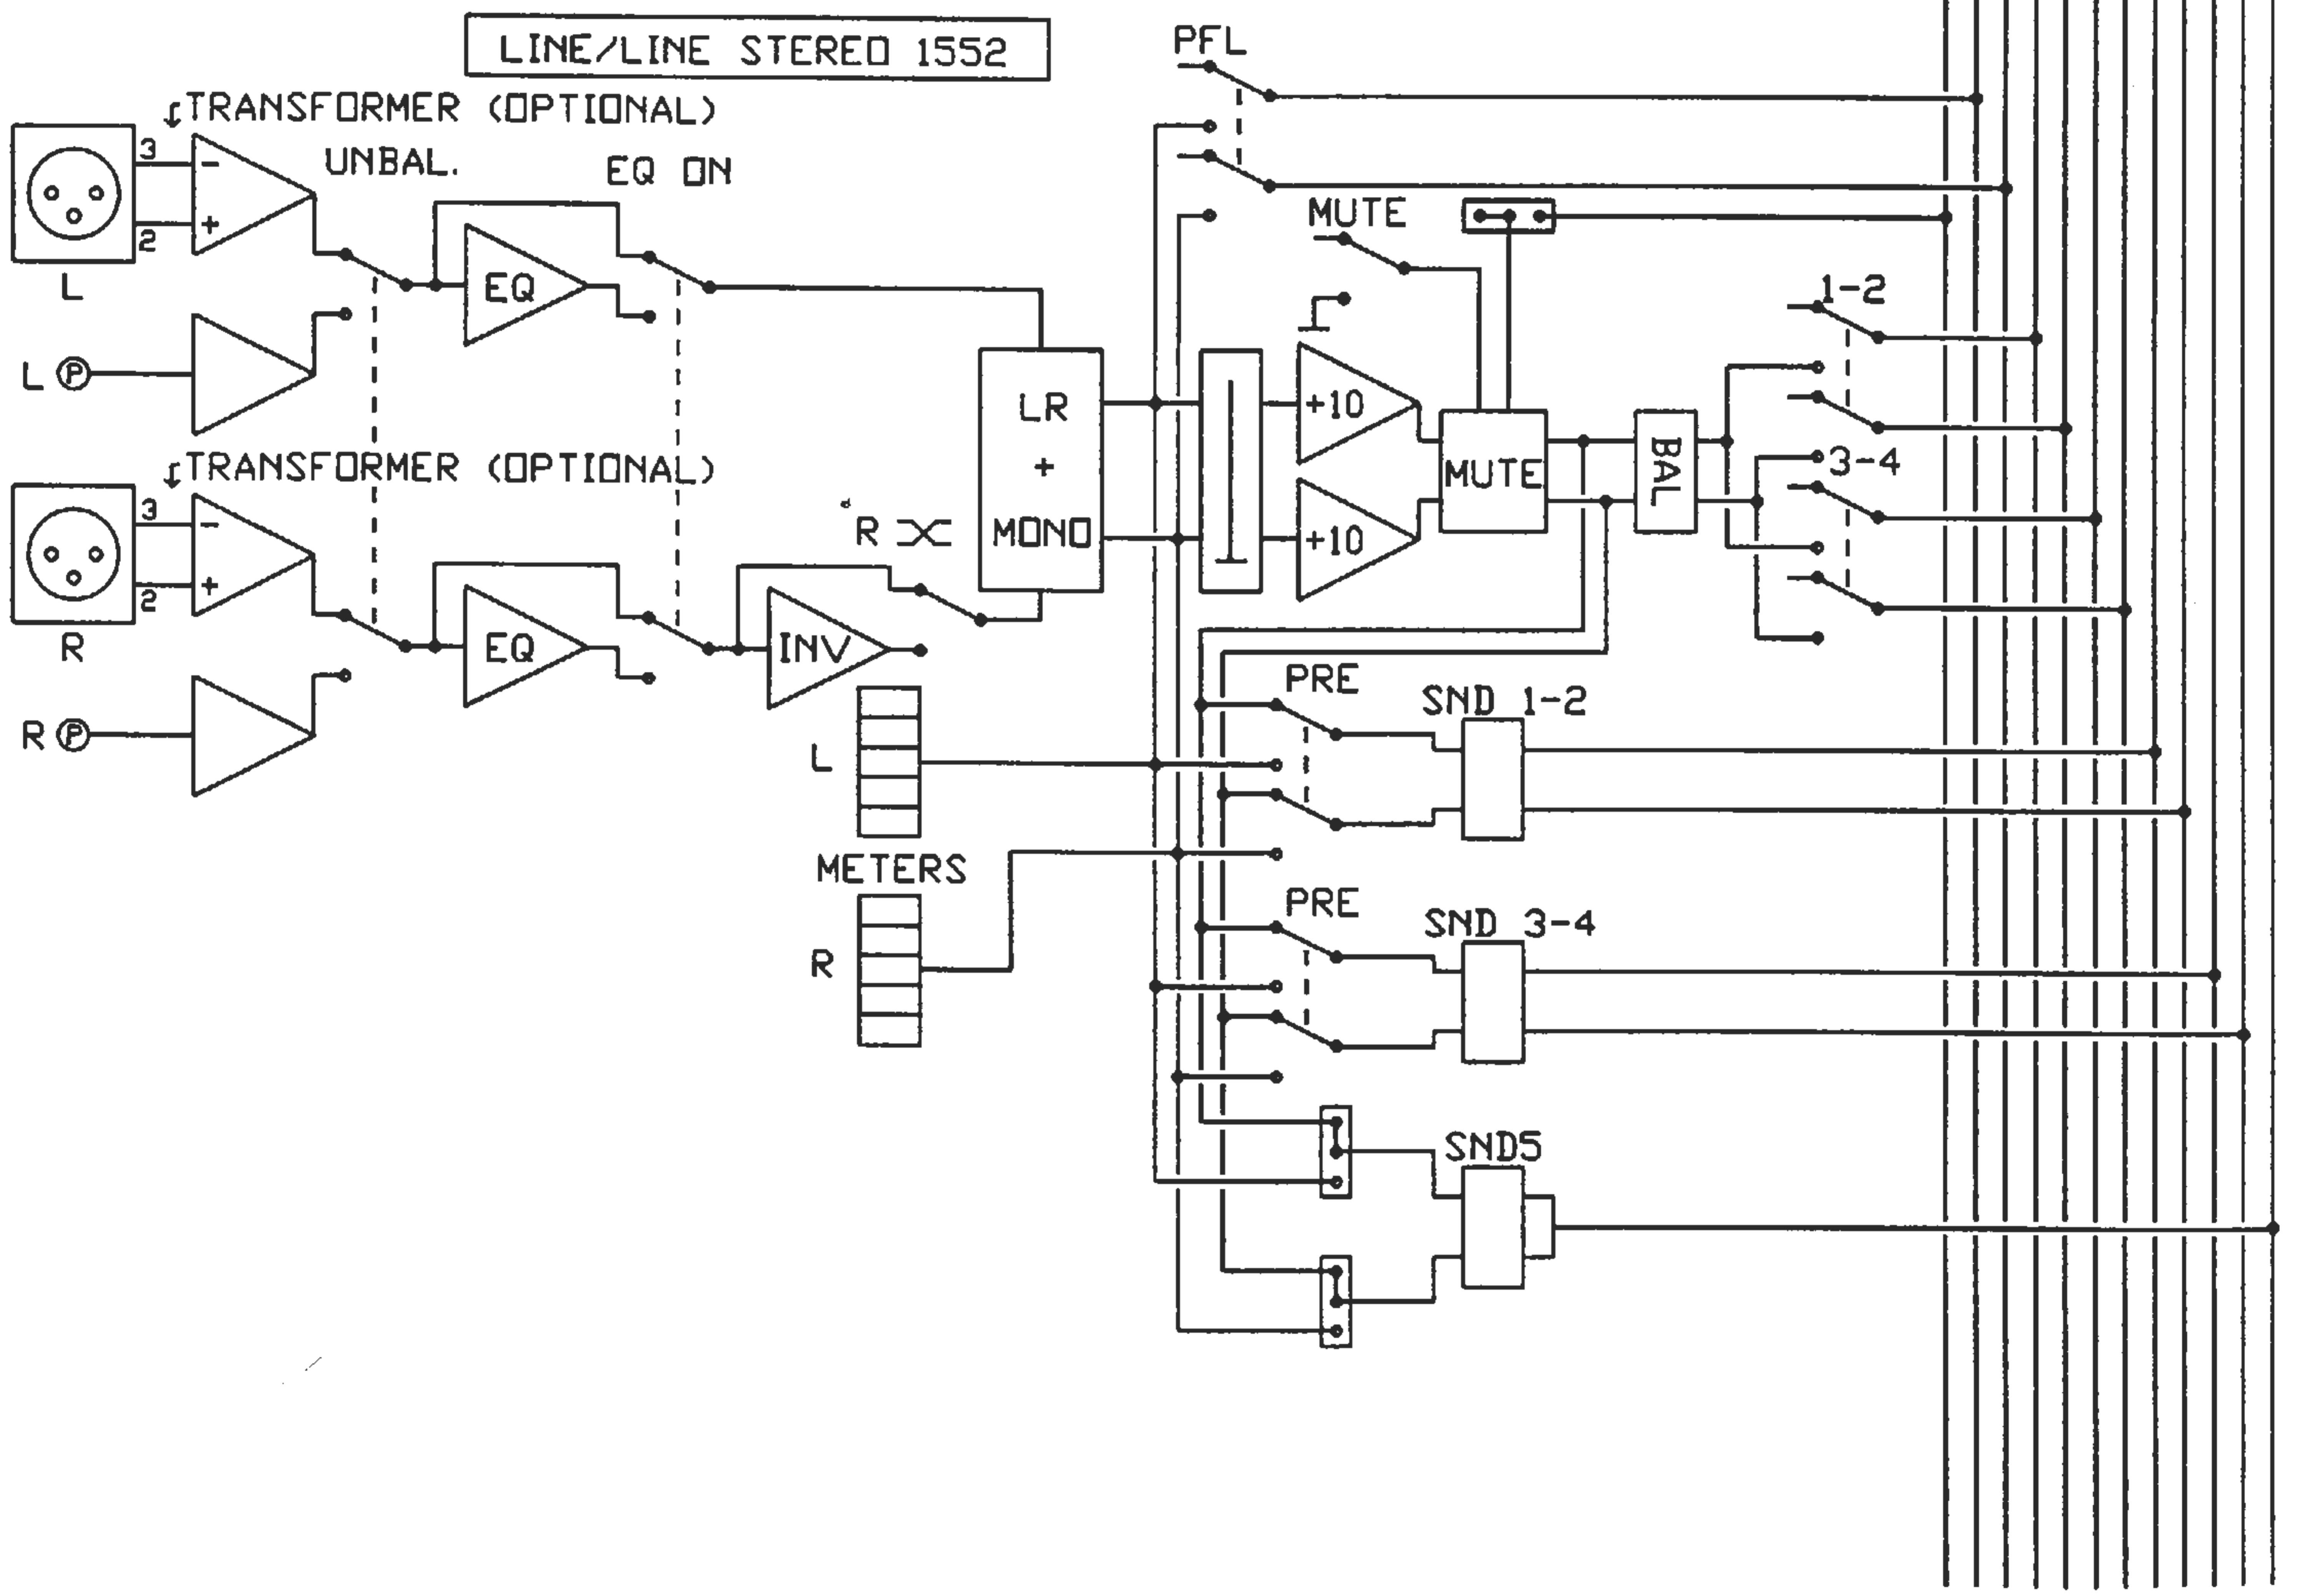 LINE/LINE STEREO 1552
PFL
TRANSFORMER (OPTIONAL)
3
-
UNBAL.
EQ ON
+
2
MUTE
L
EQ
1-2
L P
LR
+
MONO
+10
BAL
3-4
TRANSFORMER (OPTIONAL)
MUTE
3
-
R
+10
+
2
R
EQ
INV
PRE
SND 1-2
R P
L
METERS
PRE
SND 3-4
R
SND5